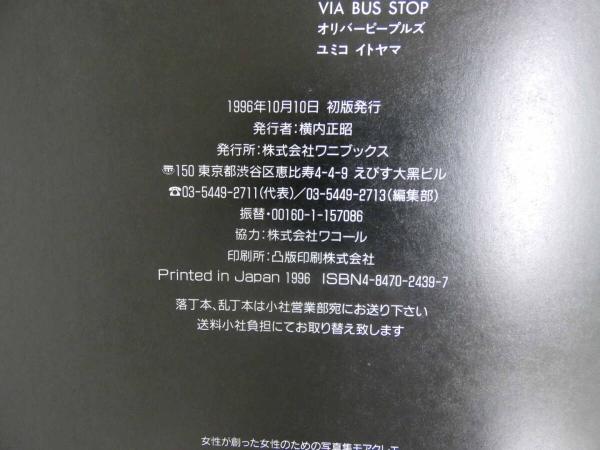 VIA BUS STOP
オリバーピープルズ
ユミコ イトヤマ
1996年10月10日 初版発行
発行者：横内正昭
発行所：株式会社ワニブックス
〠150 東京都渋谷区恵比寿4-4-9 えびす大黒ビル
☎03-5449-2711(代表)／03-5449-2713(編集部)
振替・00160-1-157086
協力：株式会社ワコール
印刷所：凸版印刷株式会社
Printed in Japan 1996 ISBN4-8470-2439-7
落丁本、乱丁本は小社営業部宛にお送り下さい
送料小社負担にてお取り替え致します
女性が創った女性のための写真集モアクレエ